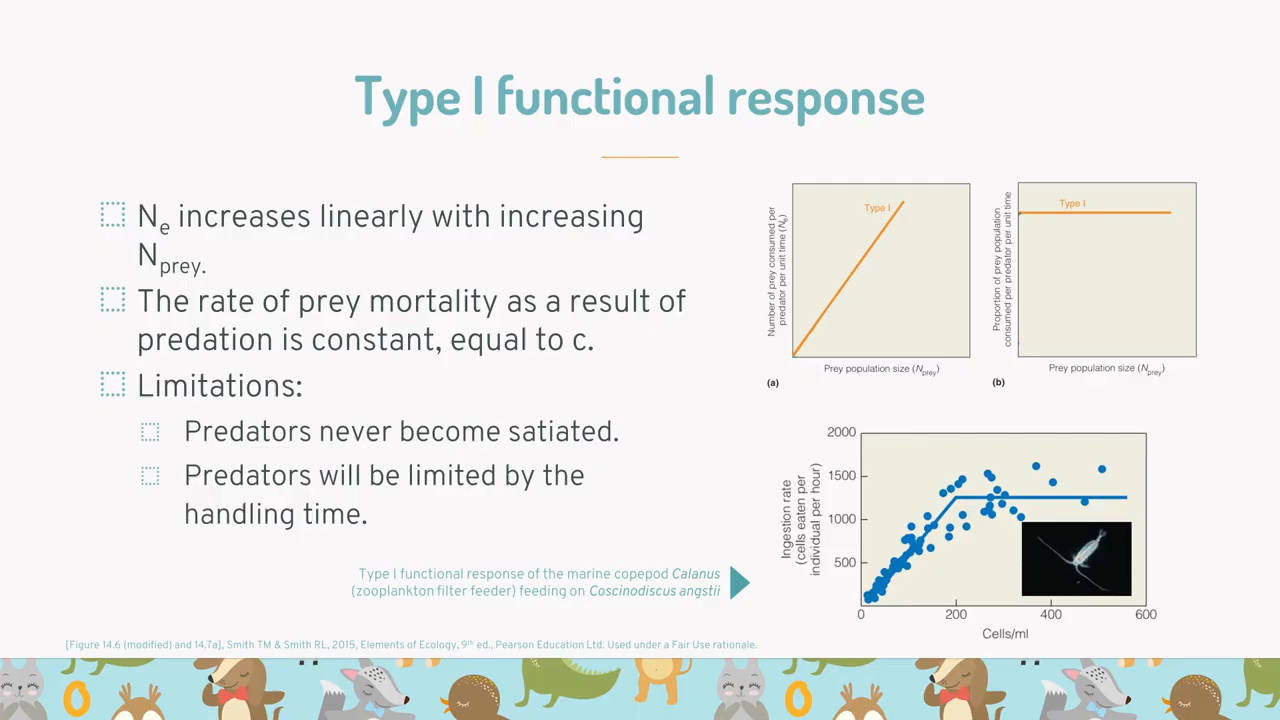 Type I functional response
Ne increases linearly with increasing
Nprey.
The rate of prey mortality as a result of
predation is constant, equal to c.
Limitations:
Predators never become satiated.
Predators will be limited by the
handling time.
Type I functional response of the marine copepod Calanus
(zooplankton filter feeder) feeding on Coscinodiscus angstii
[Figure 14.6 (modified) and 14.7a], Smith TM & Smith RL, 2015, Elements of Ecology, 9th ed., Pearson Education Ltd. Used under a Fair Use rationale.
Number of prey consumed per
predator per unit time (Ne)
Type I
Prey population size (Nprey)
(a)
Proportion of prey population
consumed per predator per unit time
Type I
Prey population size (Nprey)
(b)
Ingestion rate
(cells eaten per
individual per hour)
2000
1500
1000
500
0 200 400 600
Cells/ml